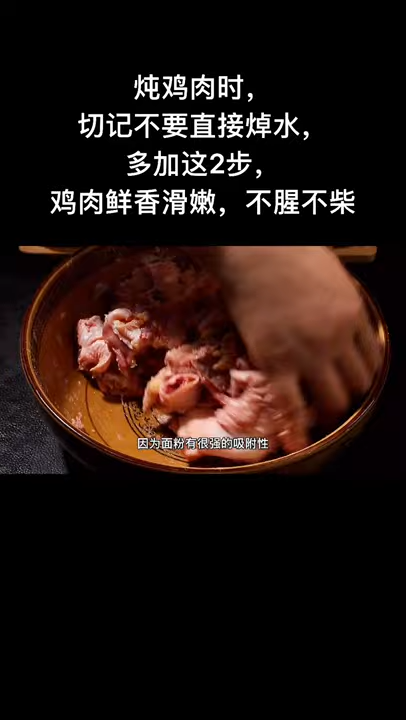 炖鸡肉时，
切记不要直接焯水，
多加这2步，
鸡肉鲜香滑嫩，不腥不柴
因为面粉有很强的吸附性